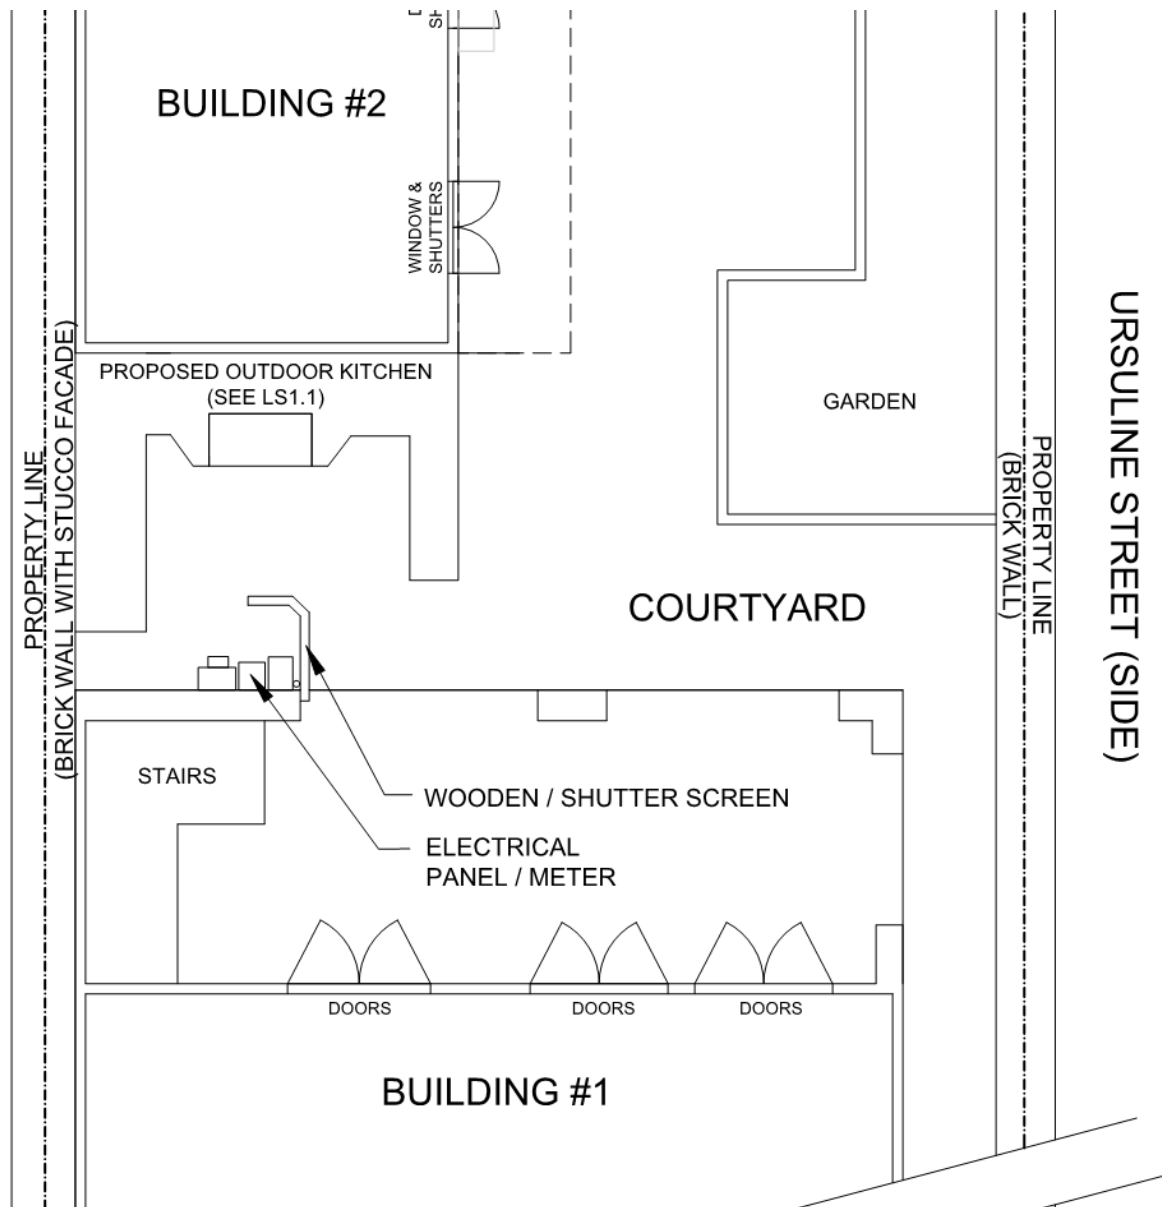 SH
BUILDING #2
WINDOW &
SHUTTERS
PROPOSED OUTDOOR KITCHEN
(SEE LS1.1)
GARDEN
PROPERTY LINE
(BRICK WALL WITH STUCCO FACADE)
PROPERTY LINE
(BRICK WALL)
URSULINE STREET (SIDE)
COURTYARD
STAIRS
WOODEN / SHUTTER SCREEN
ELECTRICAL
PANEL / METER
DOORS
DOORS
DOORS
BUILDING #1